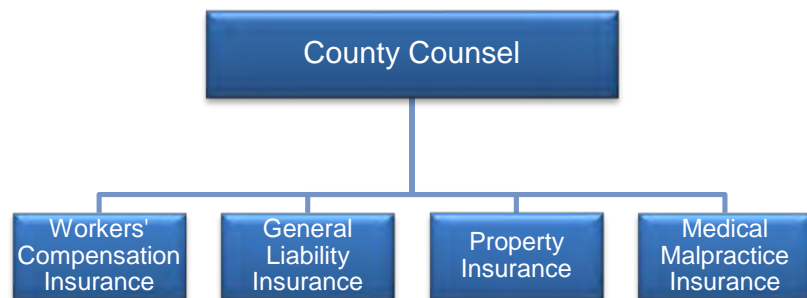 County Counsel
Workers'
Compensation
Insurance
General
Liability
Insurance
Property
Insurance
Medical
Malpractice
Insurance